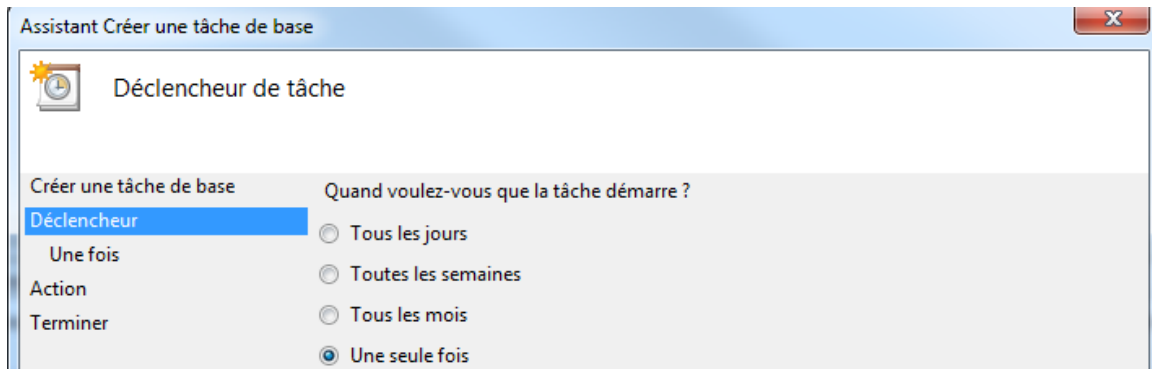 Assistant Créer une tâche de base
Déclencheur de tâche
Créer une tâche de base
Déclencheur
Une fois
Action
Terminer
Quand voulez-vous que la tâche démarre ?
Tous les jours
Toutes les semaines
Tous les mois
Une seule fois